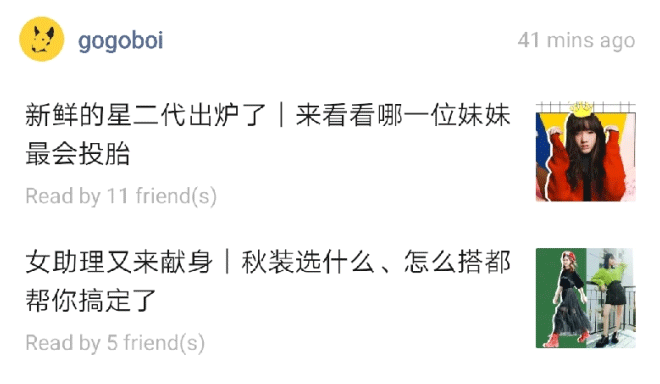 gogoboi
41 mins ago
新鲜的星二代出炉了｜来看看哪一位妹妹
最会投胎
Read by 11 friend(s)
女助理又来献身｜秋装选什么、怎么搭都
帮你搞定了
Read by 5 friend(s)